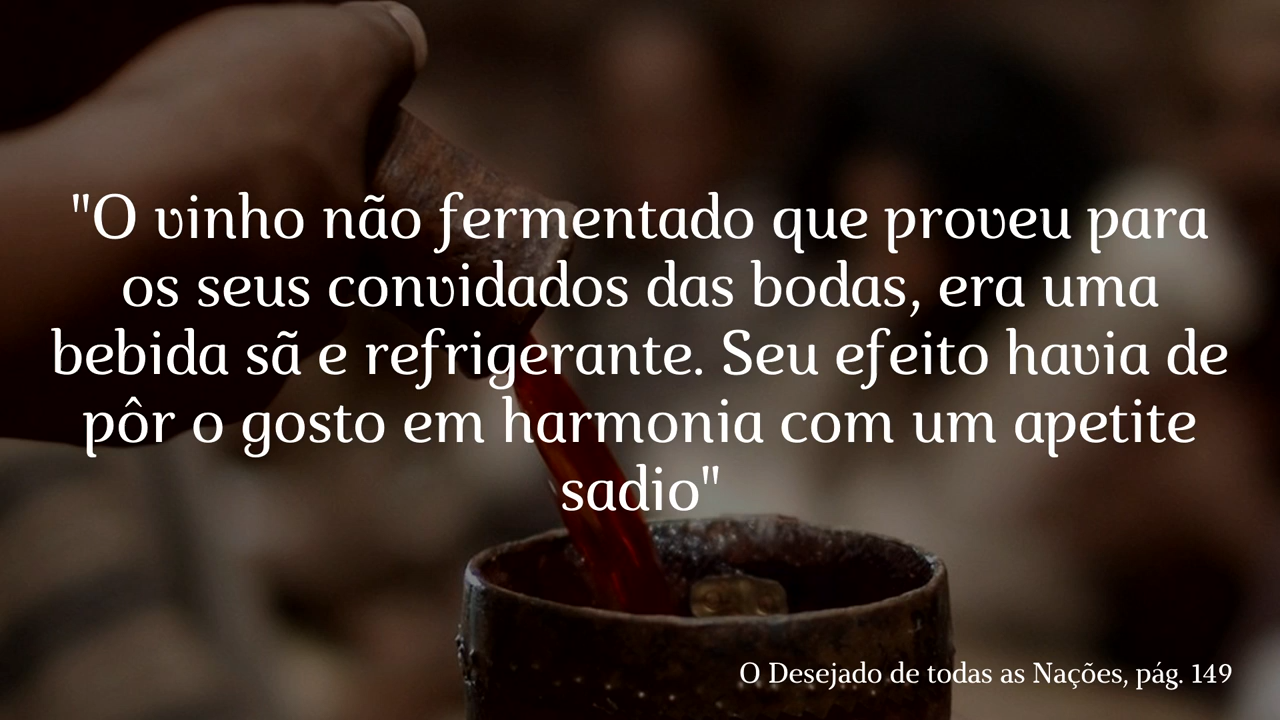 "O vinho não fermentado que proveu para
os seus convidados das bodas, era uma
bebida sã e refrigerante. Seu efeito havia de
pôr o gosto em harmonia com um apetite
sadio"
O Desejado de todas as Nações, pág. 149